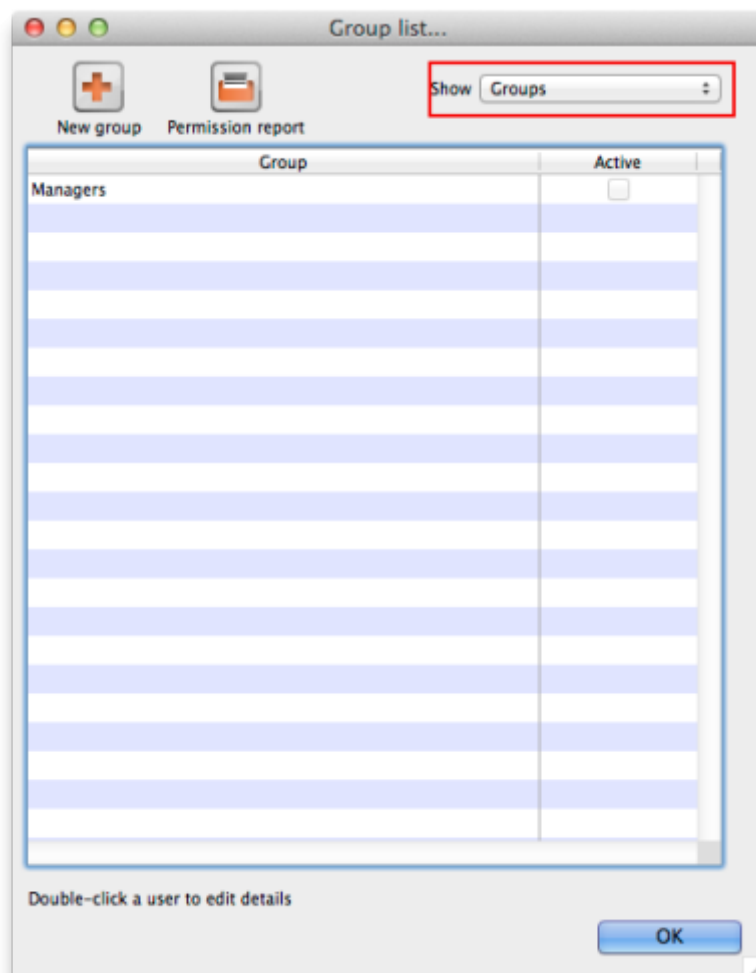 Group list...
Show Groups
New group Permission report
Group Active
Managers
Double-click a user to edit details
OK